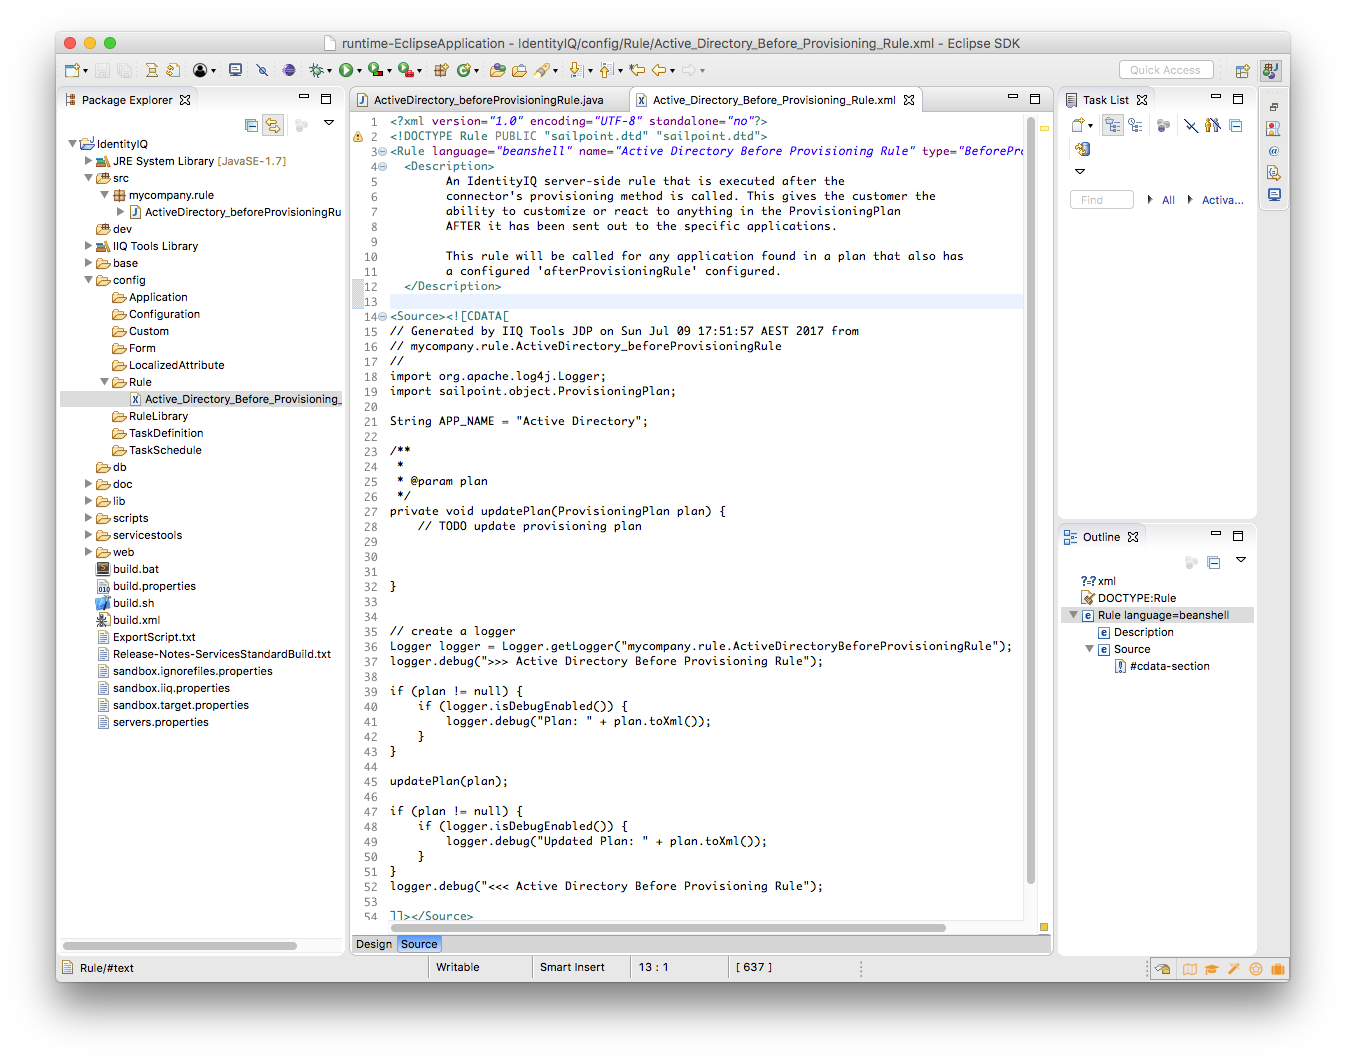 runtime-EclipseApplication - IdentityIQ/config/Rule/Active_Directory_Before_Provisioning_Rule.xml - Eclipse SDK
Quick Access
Package Explorer
IdentityIQ
JRE System Library [JavaSE-1.7]
src
mycompany.rule
ActiveDirectory_beforeProvisioningRu
dev
IIQ Tools Library
base
config
Application
Configuration
Custom
Form
LocalizedAttribute
Rule
Active_Directory_Before_Provisioning_
RuleLibrary
TaskDefinition
TaskSchedule
db
doc
lib
scripts
servicestools
web
build.bat
build.properties
build.sh
build.xml
ExportScript.txt
Release-Notes-ServicesStandardBuild.txt
sandbox.ignorefiles.properties
sandbox.iiq.properties
sandbox.target.properties
servers.properties
ActiveDirectory_beforeProvisioningRule.java
Active_Directory_Before_Provisioning_Rule.xml
1 <?xml version="1.0" encoding="UTF-8" standalone="no"?>
2 <!DOCTYPE Rule PUBLIC "sailpoint.dtd" "sailpoint.dtd">
3 <Rule language="beanshell" name="Active Directory Before Provisioning Rule" type="BeforePro
4 <Description>
5 An IdentityIQ server-side rule that is executed after the
6 connector's provisioning method is called. This gives the customer the
7 ability to customize or react to anything in the ProvisioningPlan
8 AFTER it has been sent out to the specific applications.
9
10 This rule will be called for any application found in a plan that also has
11 a configured 'afterProvisioningRule' configured.
12 </Description>
13
14 <Source><![CDATA[
15 // Generated by IIQ Tools JDP on Sun Jul 09 17:51:57 AEST 2017 from
16 // mycompany.rule.ActiveDirectory_beforeProvisioningRule
17 //
18 import org.apache.log4j.Logger;
19 import sailpoint.object.ProvisioningPlan;
20
21 String APP_NAME = "Active Directory";
22
23 /**
24 *
25 * @param plan
26 */
27 private void updatePlan(ProvisioningPlan plan) {
28 // TODO update provisioning plan
29
30
31
32 }
33
34
35 // create a logger
36 Logger logger = Logger.getLogger("mycompany.rule.ActiveDirectoryBeforeProvisioningRule");
37 logger.debug(">>> Active Directory Before Provisioning Rule");
38
39 if (plan != null) {
40 if (logger.isDebugEnabled()) {
41 logger.debug("Plan: " + plan.toXml());
42 }
43 }
44
45 updatePlan(plan);
46
47 if (plan != null) {
48 if (logger.isDebugEnabled()) {
49 logger.debug("Updated Plan: " + plan.toXml());
50 }
51 }
52 logger.debug("<<< Active Directory Before Provisioning Rule");
53
54 ]]></Source>
Design Source
Task List
Find
All
Activa...
Outline
?=? xml
DOCTYPE:Rule
Rule language=beanshell
Description
Source
#cdata-section
Rule/#text
Writable
Smart Insert
13 : 1
[ 637 ]